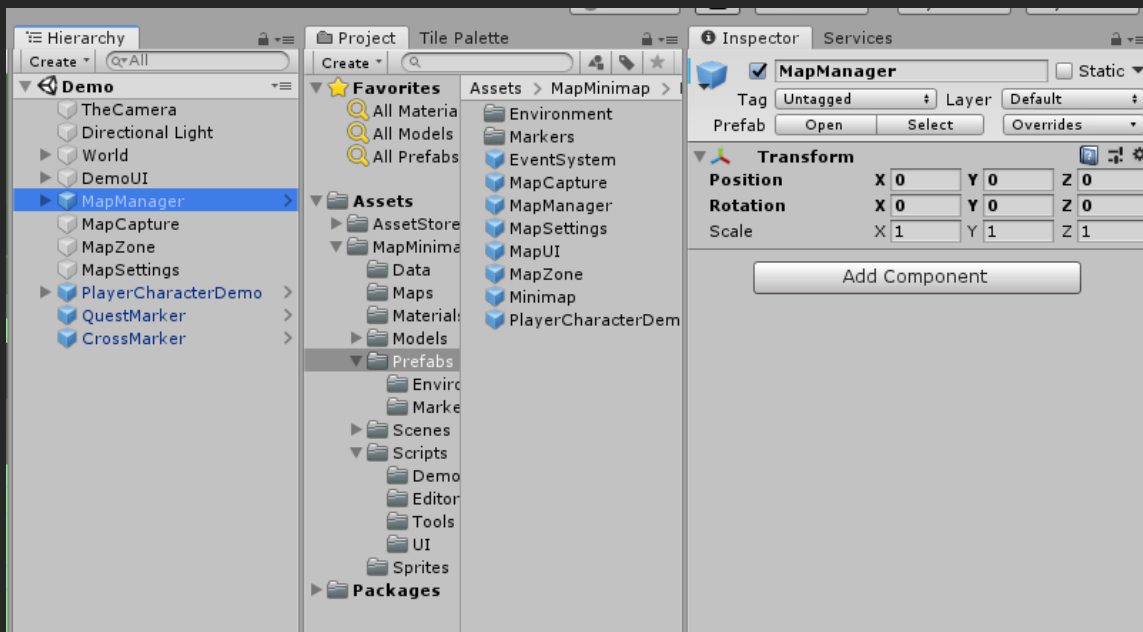 Hierarchy
Create
All
Demo
TheCamera
Directional Light
World
DemoUI
MapManager
MapCapture
MapZone
MapSettings
PlayerCharacterDemo
QuestMarker
CrossMarker
Project Tile Palette
Create
Favorites
All Materia
All Models
All Prefabs
Assets
AssetStore
MapMinima
Data
Maps
Materials
Models
Prefabs
Enviro
Marke
Scenes
Scripts
Demo
Editor
Tools
UI
Sprites
Packages
Assets > MapMinimap >
Environment
Markers
EventSystem
MapCapture
MapManager
MapSettings
MapUI
MapZone
Minimap
PlayerCharacterDem
Inspector Services
MapManager Static
Tag Untagged Layer Default
Prefab Open Select Overrides
Transform
Position X 0 Y 0 Z 0
Rotation X 0 Y 0 Z 0
Scale X 1 Y 1 Z 1
Add Component